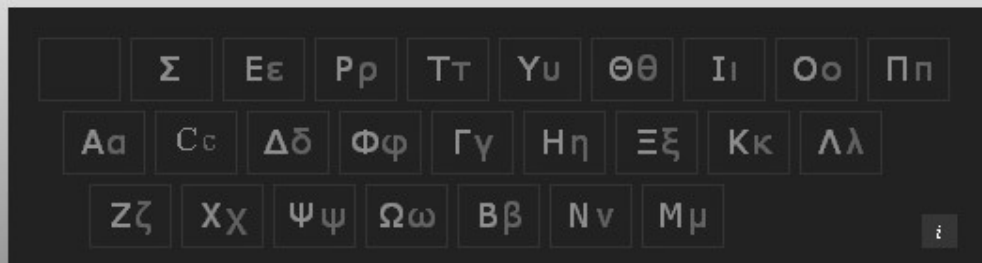 Σ Εε Ρρ Ττ Υυ Θθ Ιι Οο Ππ
Αα Cc Δδ Φφ Γγ Ηη Ξξ Κκ Λλ
Ζζ Χχ Ψψ Ωω Ββ Νν Μμ
i